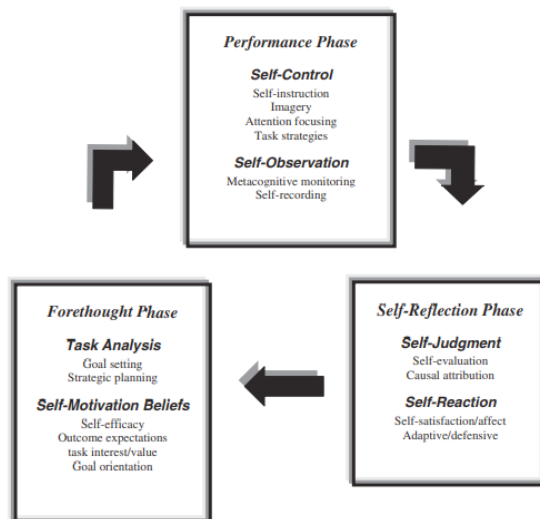 Performance Phase
Self-Control
Self-instruction
Imagery
Attention focusing
Task strategies
Self-Observation
Metacognitive monitoring
Self-recording
Forethought Phase
Task Analysis
Goal setting
Strategic planning
Self-Motivation Beliefs
Self-efficacy
Outcome expectations
task interest/value
Goal orientation
Self-Reflection Phase
Self-Judgment
Self-evaluation
Causal attribution
Self-Reaction
Self-satisfaction/affect
Adaptive/defensive